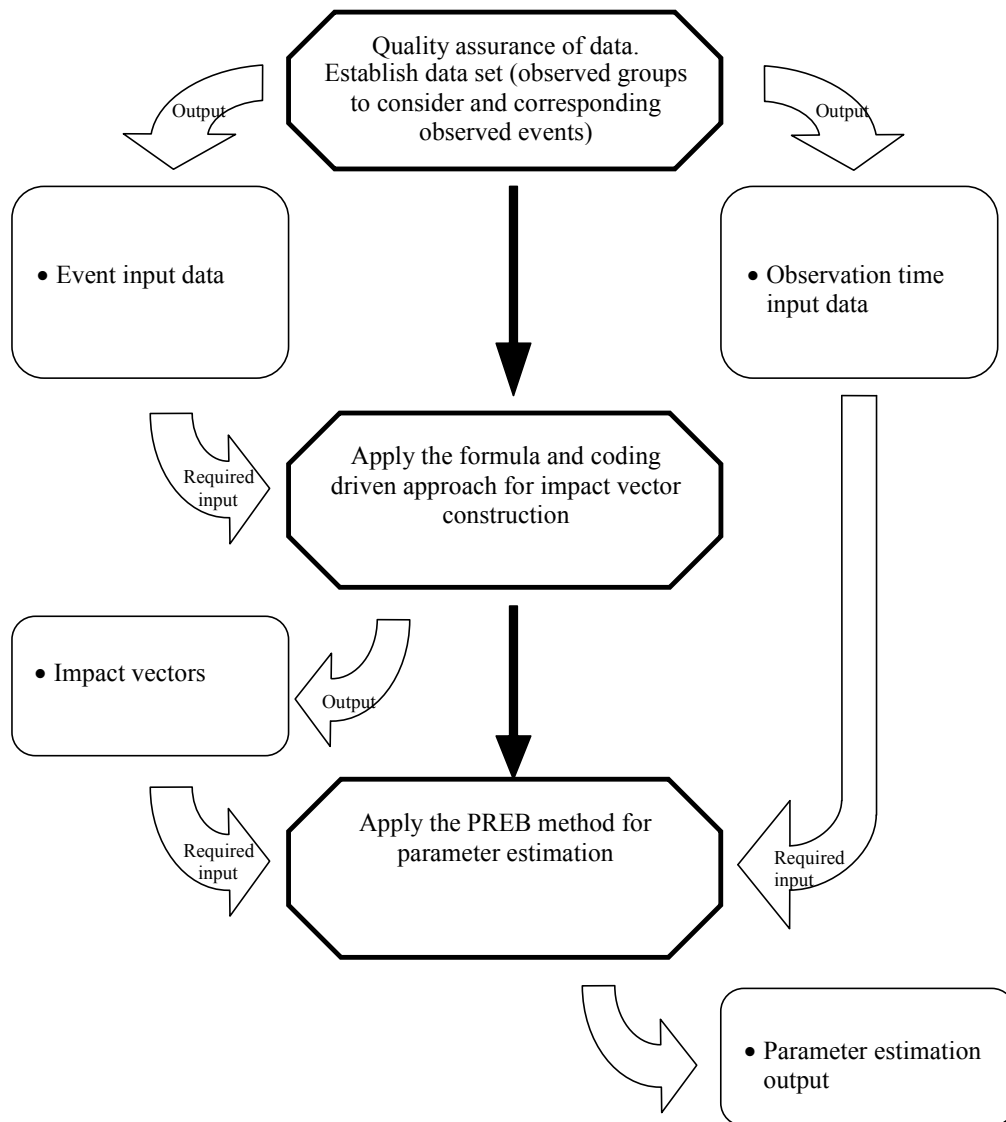 Quality assurance of data.
Establish data set (observed groups
to consider and corresponding
observed events)
Output
Output
• Event input data
• Observation time
input data
Required
input
Apply the formula and coding
driven approach for impact vector
construction
• Impact vectors
Output
Required
input
Apply the PREB method for
parameter estimation
Required
input
• Parameter estimation
output